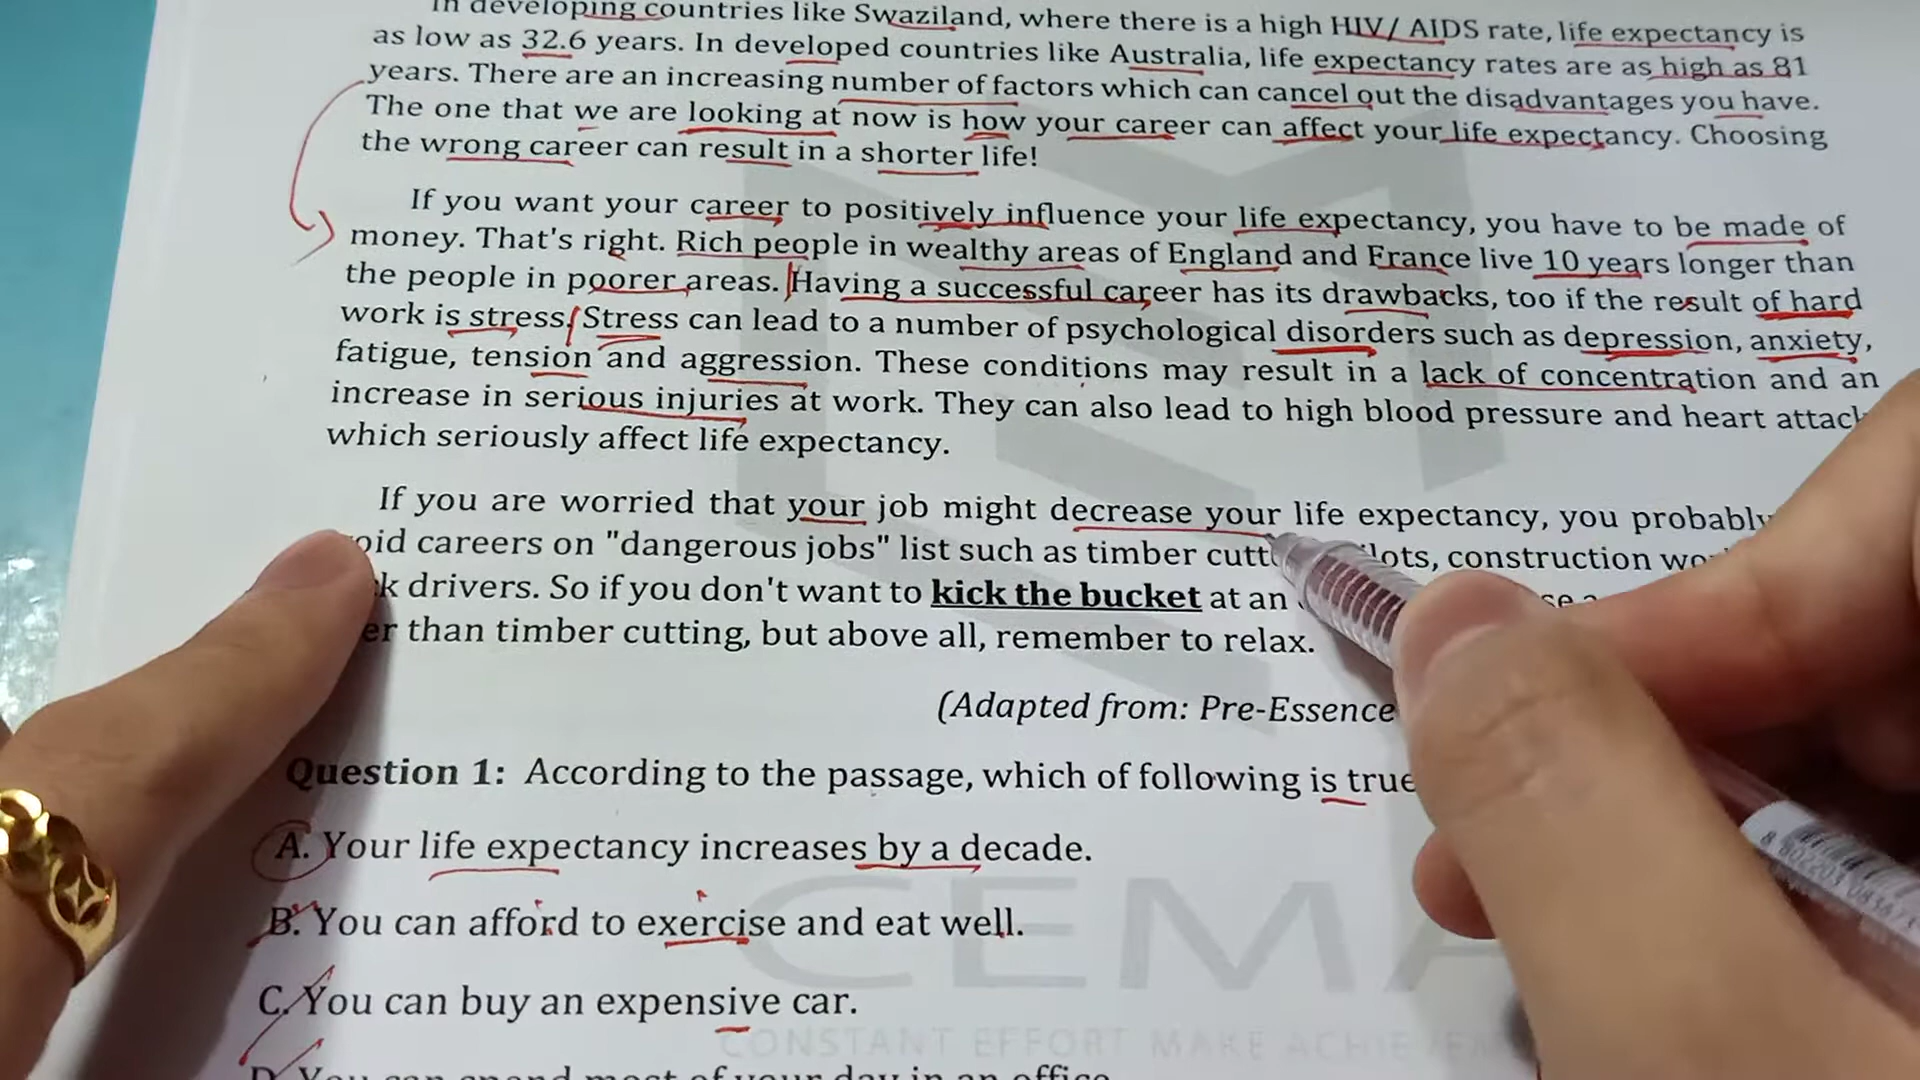 In developing countries like Swaziland, where there is a high HIV/ AIDS rate, life expectancy is
as low as 32.6 years. In developed countries like Australia, life expectancy rates are as high as 81
years. There are an increasing number of factors which can cancel out the disadvantages you have.
The one that we are looking at now is how your career can affect your life expectancy. Choosing
the wrong career can result in a shorter life!
If you want your career to positively influence your life expectancy, you have to be made of
money. That's right. Rich people in wealthy areas of England and France live 10 years longer than
the people in poorer areas. Having a successful career has its drawbacks, too if the result of hard
work is stress. Stress can lead to a number of psychological disorders such as depression, anxiety,
fatigue, tension and aggression. These conditions may result in a lack of concentration and an
increase in serious injuries at work. They can also lead to high blood pressure and heart attack
which seriously affect life expectancy.
If you are worried that your job might decrease your life expectancy, you probably
careers on "dangerous jobs" list such as timber construction
drivers. So if you don't want to kick the bucket at an
than timber cutting, but above all, remember to relax.
(Adapted from: Pre-Essence
Question 1: According to the passage, which of following is true
A. Your life expectancy increases by a decade.
B. You can afford to exercise and eat well.
C. You can buy an expensive car.
D. You can spend most of your day in an office
CEMA
CONSTANT EFFORT MAKE